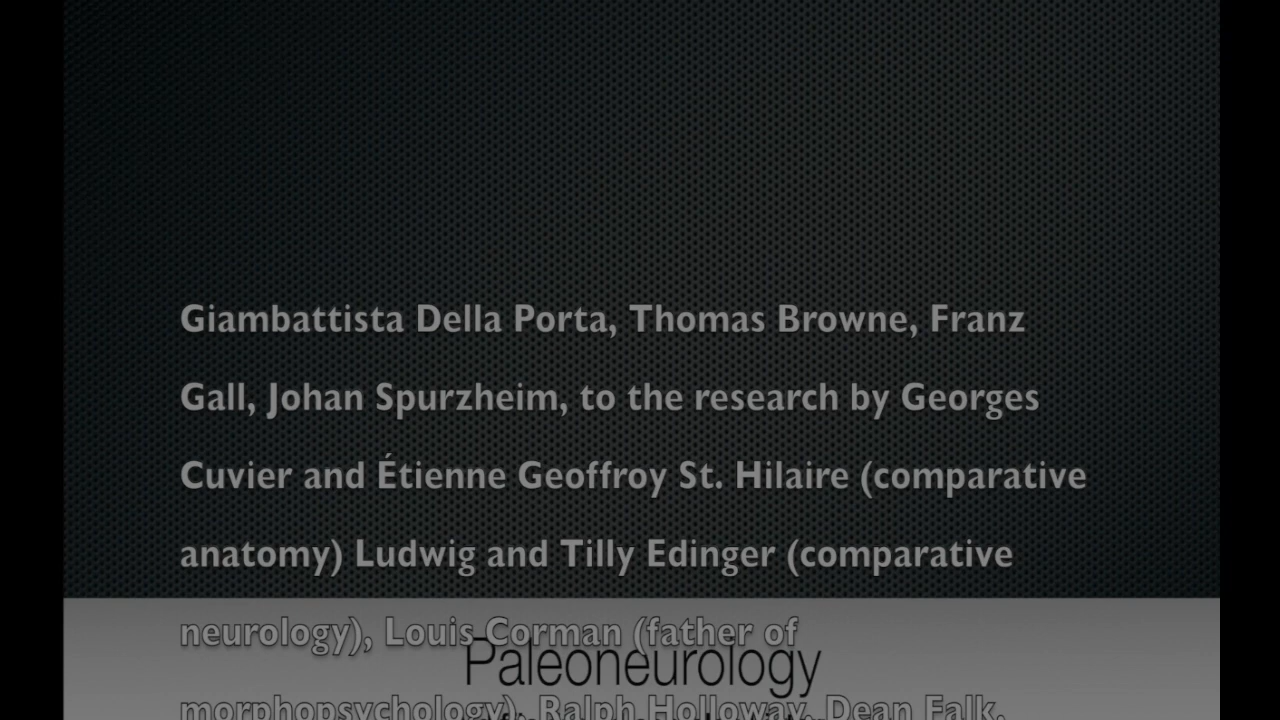 Giambattista Della Porta, Thomas Browne, Franz
Gall, Johan Spurzheim, to the research by Georges
Cuvier and Étienne Geoffroy St. Hilaire (comparative
anatomy) Ludwig and Tilly Edinger (comparative
neurology), Louis Corman (father of
Paleoneurology
morphopsychology), Ralph Holloway, Dean Falk,